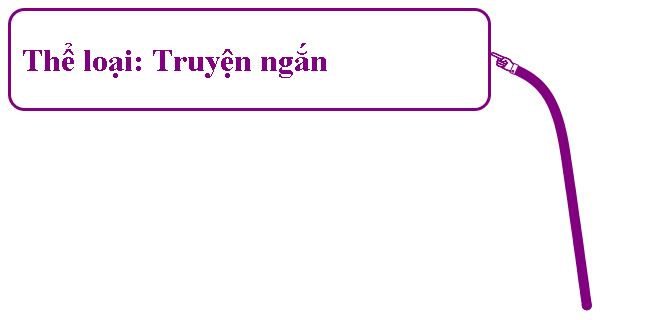 Thể loại: Truyện ngắn